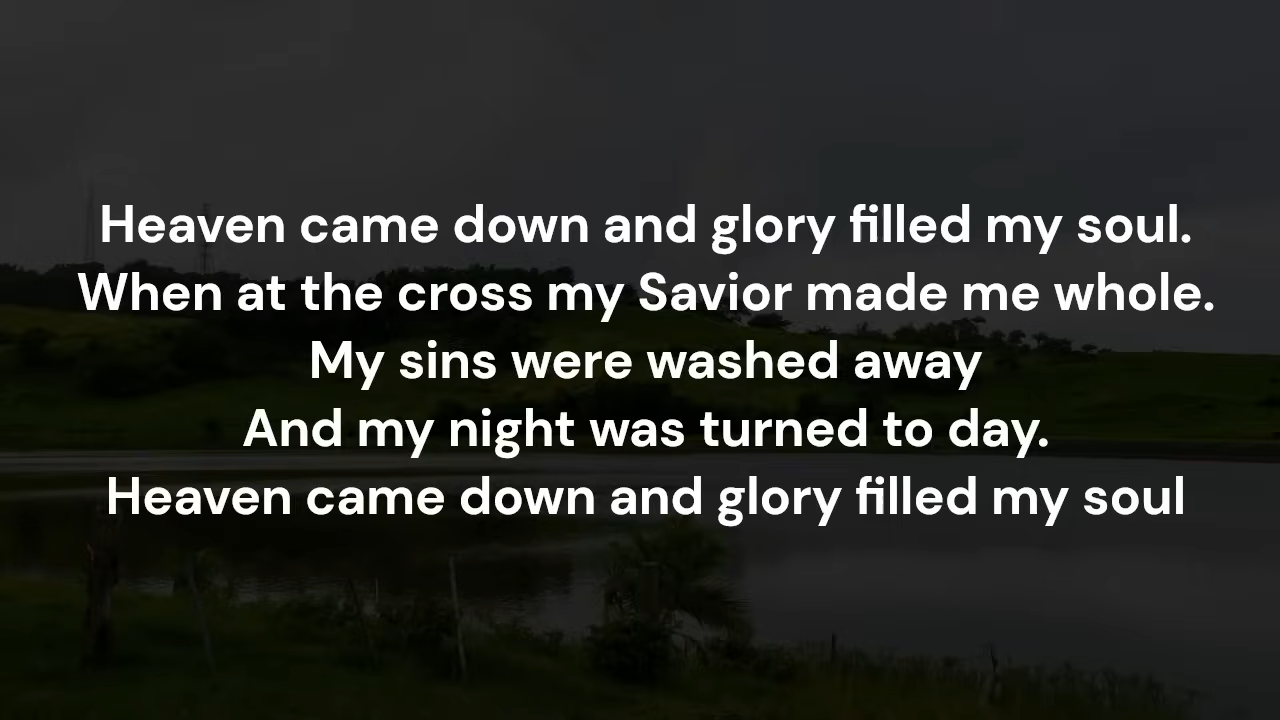 Heaven came down and glory filled my soul.
When at the cross my Savior made me whole.
My sins were washed away
And my night was turned to day.
Heaven came down and glory filled my soul